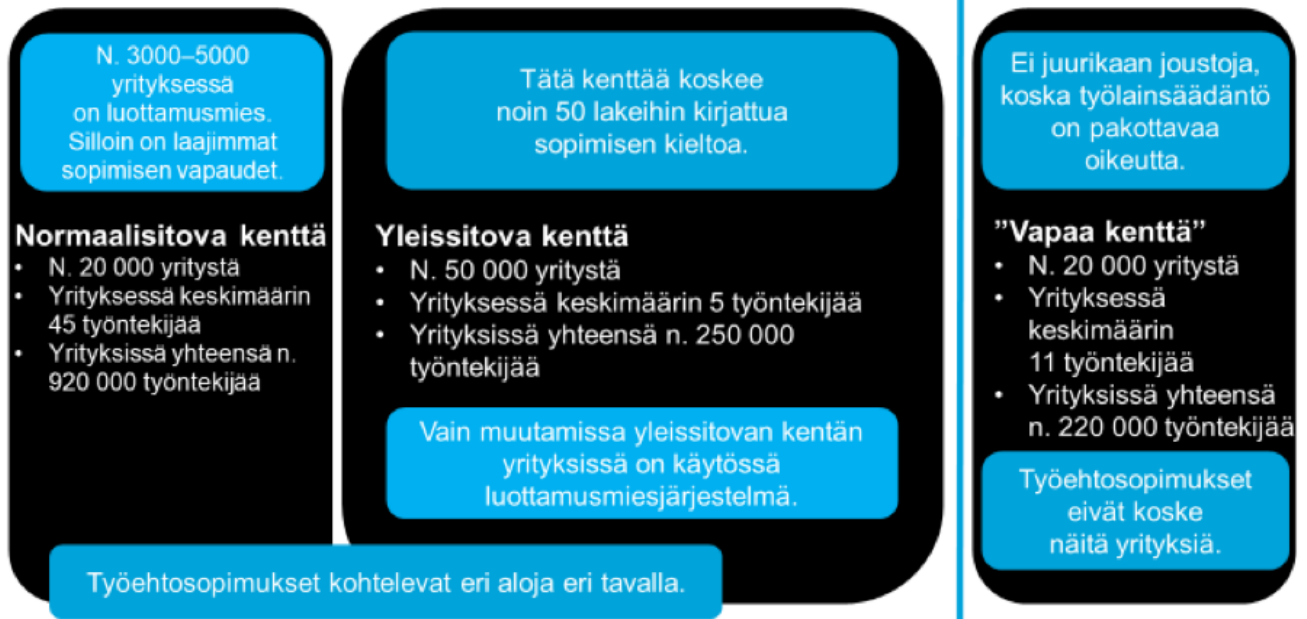 N. 3000–5000
yrityksessä
on luottamusmies.
Silloin on laajimmat
sopimisen vapaudet.
Normaalisitova kenttä
• N. 20 000 yritystä
• Yrityksessä keskimäärin
45 työntekijää
• Yrityksissä yhteensä n.
920 000 työntekijää
Tätä kenttää koskee
noin 50 lakeihin kirjattua
sopimisen kieltoa.
Yleissitova kenttä
• N. 50 000 yritystä
• Yrityksessä keskimäärin 5 työntekijää
• Yrityksissä yhteensä n. 250 000
työntekijää
Vain muutamissa yleissitovan kentän
yrityksissä on käytössä
luottamusmiesjärjestelmä.
Työehtosopimukset kohtelevat eri aloja eri tavalla.
Ei juurikaan joustoja,
koska työlainsäädäntö
on pakottavaa
oikeutta.
”Vapaa kenttä”
• N. 20 000 yritystä
• Yrityksessä
keskimäärin
11 työntekijää
• Yrityksissä yhteensä
n. 220 000 työntekijää
Työehtosopimukset
eivät koske
näitä yrityksiä.